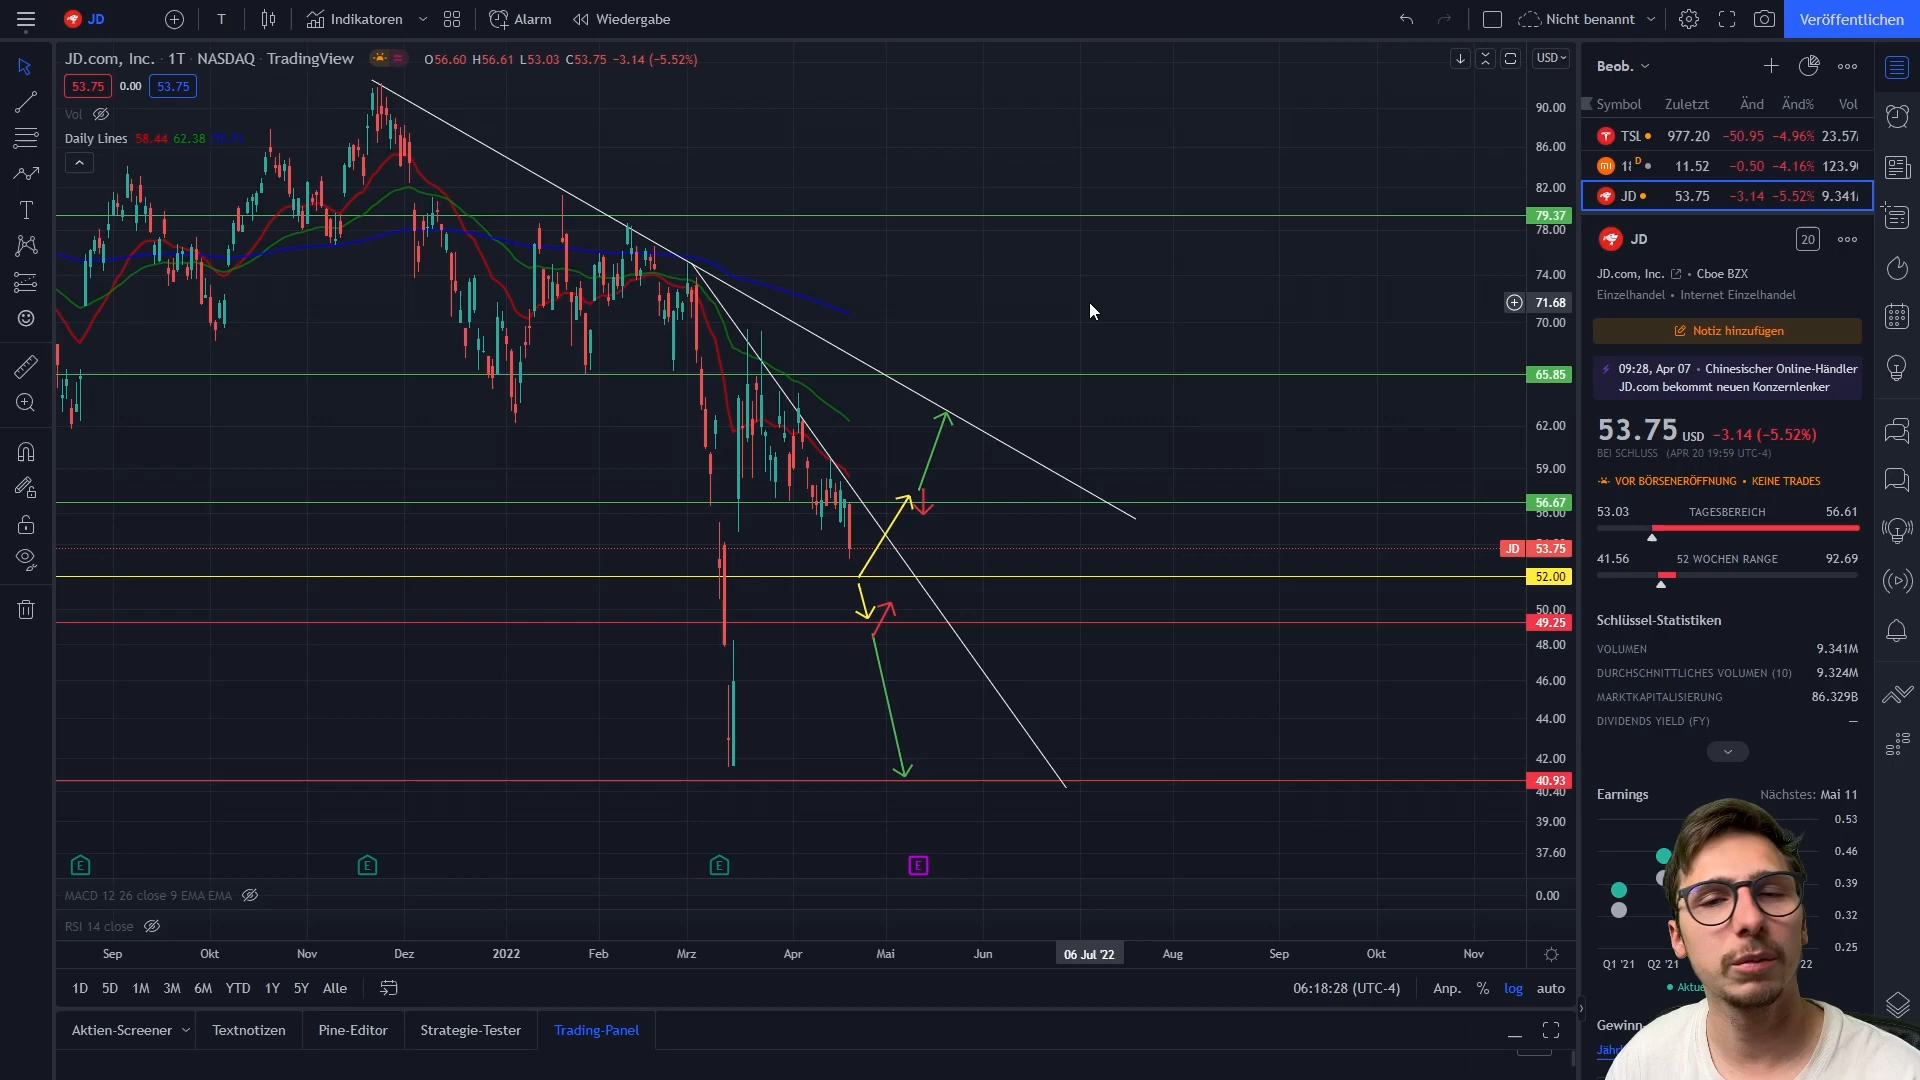 JD
T
Indikatoren
Alarm
Wiedergabe
Nicht benannt
Veröffentlichen
JD.com, Inc. · 1T · NASDAQ · TradingView
O56.60 H56.61 L53.03 C53.75 −3.14 (−5.52%)
USD
53.75
0.00
53.75
Vol
Daily Lines 58.44 62.38
90.00
86.00
82.00
79.37
78.00
74.00
71.68
70.00
65.85
62.00
59.00
56.67
56.00
JD 53.75
52.00
50.00
49.25
48.00
46.00
44.00
42.00
40.93
40.40
39.00
37.60
E
E
E
E
MACD 12 26 close 9 EMA EMA
0.00
RSI 14 close
Sep
Okt
Nov
Dez
2022
Feb
Mrz
Apr
Mai
Jun
06 Jul '22
Aug
Sep
Okt
Nov
1D 5D 1M 3M 6M YTD 1Y 5Y Alle
06:18:28 (UTC-4)
Anp. % log auto
Aktien-Screener
Textnotizen
Pine-Editor
Strategie-Tester
Trading-Panel
Beob.
Symbol Zuletzt Änd Änd% Vol
TSL 977.20 −50.95 −4.96% 23.57
D 11.52 −0.50 −4.16%
JD 53.75 −3.14 −5.52% 9.341
JD
20
JD.com, Inc. • Cboe BZX
Einzelhandel • Internet Einzelhandel
Notiz hinzufügen
09:28, Apr 07 • Chinesischer Online-Händler
JD.com bekommt neuen Konzernlenker
53.75 USD −3.14 (−5.52%)
BEI SCHLUSS (APR 20 19:59 UTC-4)
VOR BÖRSENERÖFFNUNG • KEINE TRADES
53.03 TAGESBEREICH 56.61
41.56 52 WOCHEN RANGE 92.69
Schlüssel-Statistiken
VOLUMEN 9.341M
DURCHSCHNITTLICHES VOLUMEN (10) 9.324M
MARKTKAPITALISIERUNG 86.329B
DIVIDENDS YIELD (FY) —
Earnings
Nächstes: Mai 11
0.53
0.46
0.39
0.32
0.25
Q1 '21
Q2 '21
22